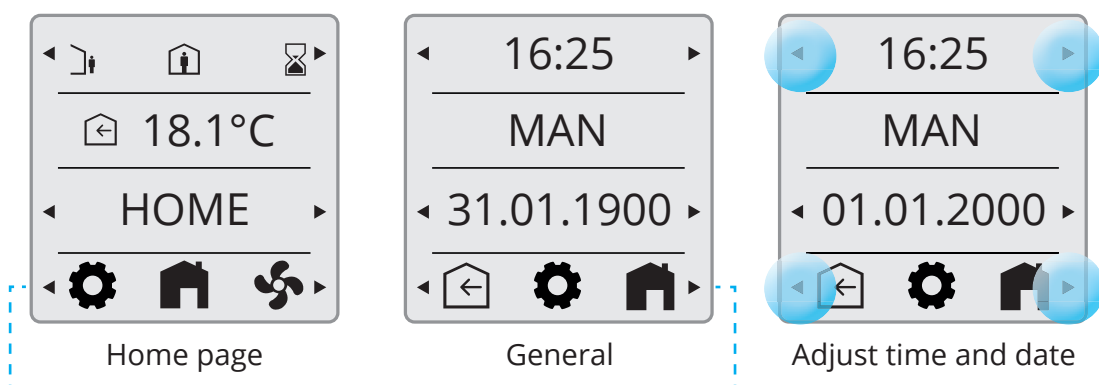 16:25
16:25
18.1°C
MAN
MAN
HOME
31.01.1900
01.01.2000
Home page
General
Adjust time and date